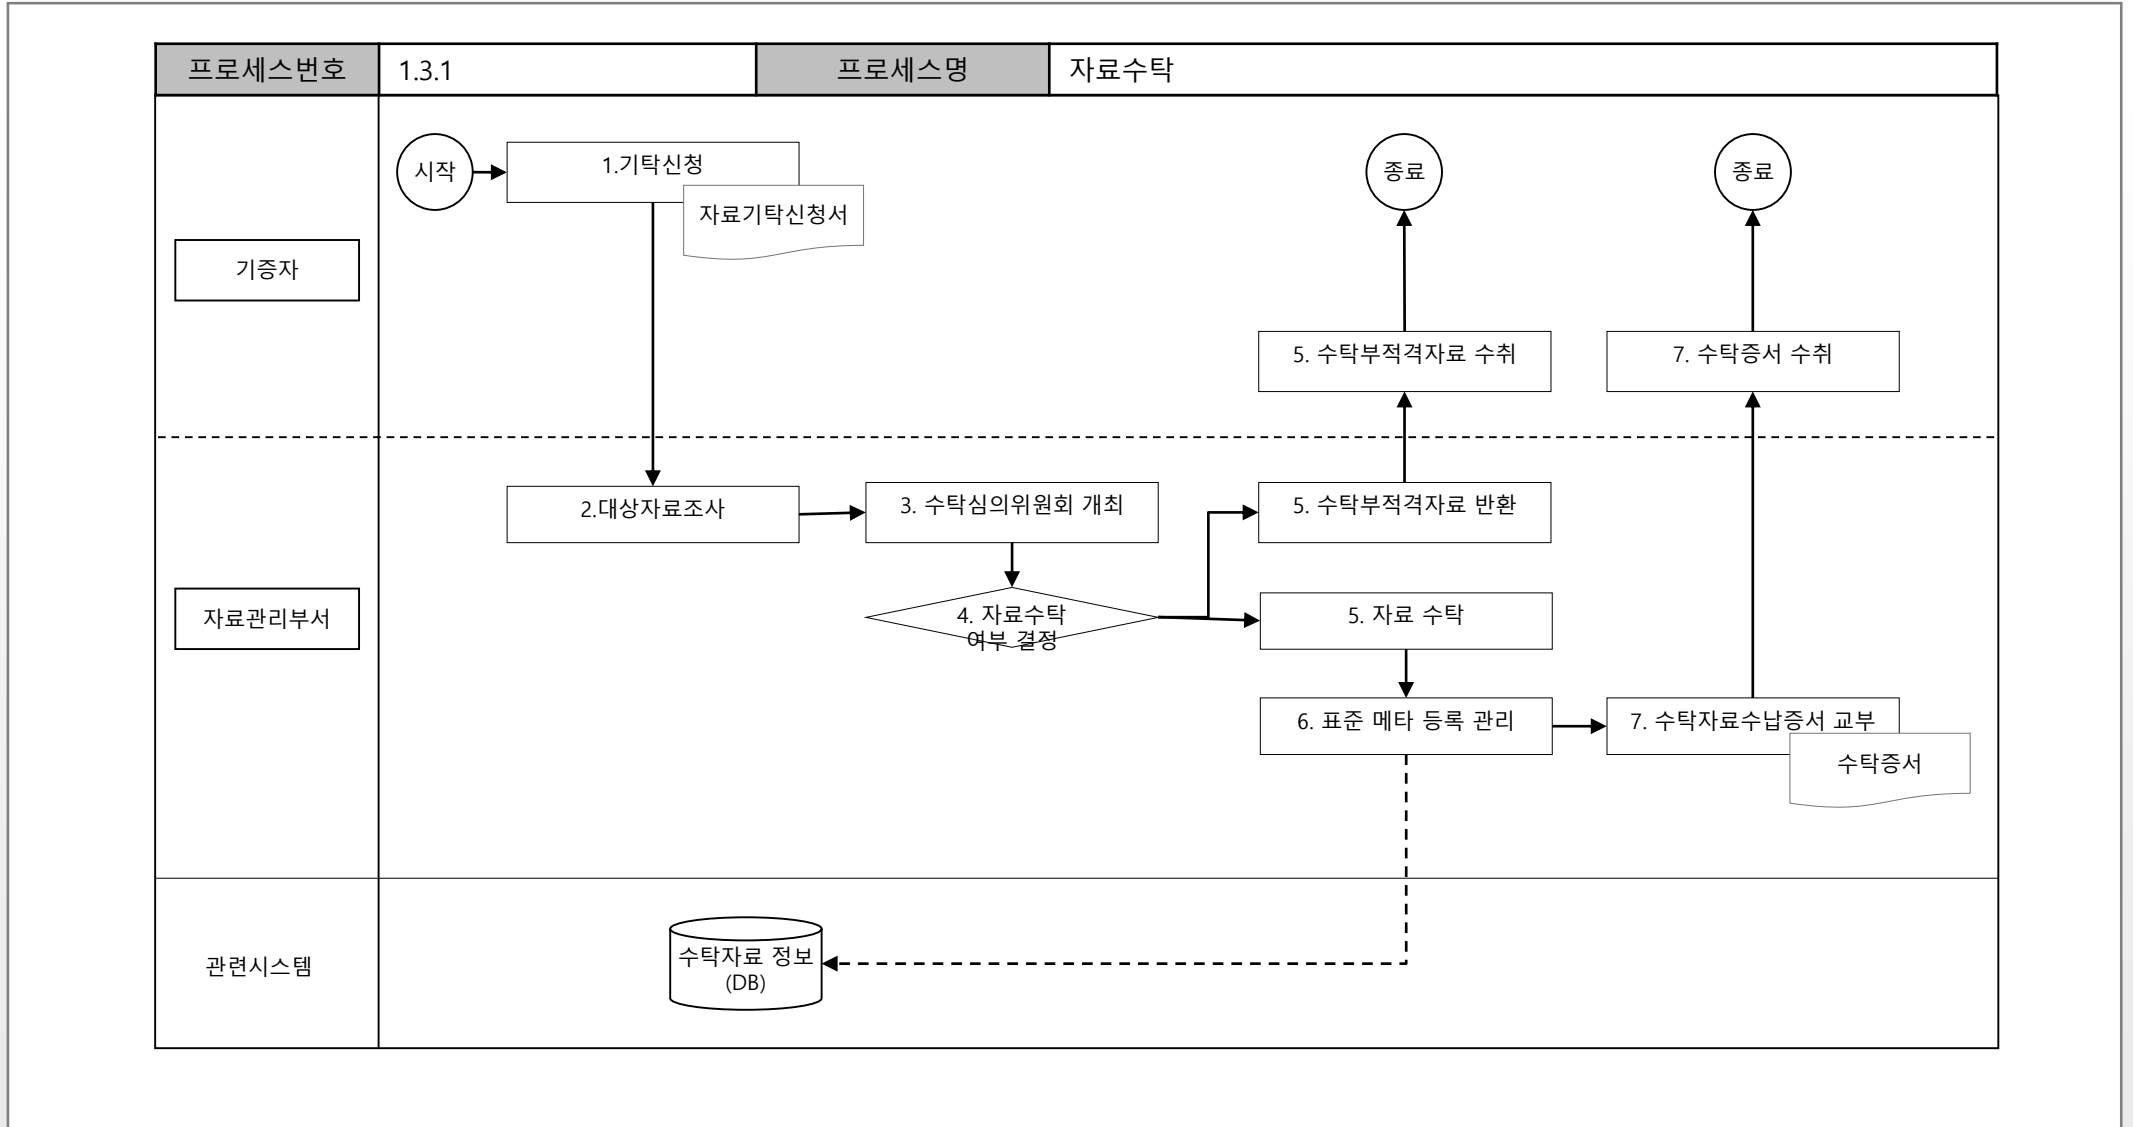 프로세스번호
1.3.1
프로세스명
자료수탁
시작
1.기탁신청
자료기탁신청서
종료
종료
기증자
5. 수탁부적격자료 수취
7. 수탁증서 수취
2.대상자료조사
3. 수탁심의위원회 개최
5. 수탁부적격자료 반환
자료관리부서
4. 자료수탁
여부 결정
5. 자료 수탁
6. 표준 메타 등록 관리
7. 수탁자료수납증서 교부
수탁증서
관련시스템
수탁자료 정보
(DB)